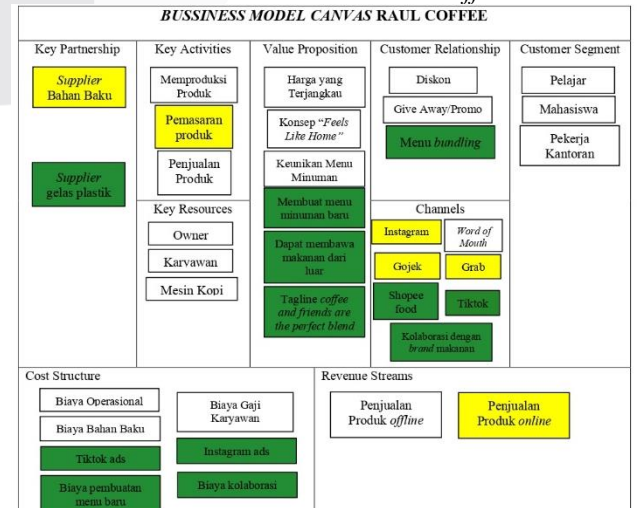 BUSSINESS MODEL CANVAS RAUL COFFEE
Key Partnership
Supplier
Bahan Baku
Supplier
gelas plastik
Key Activities
Memproduksi
Produk
Pemasaran
produk
Penjualan
Produk
Key Resources
Owner
Karyawan
Mesin Kopi
Value Proposition
Harga yang
Terjangkau
Konsep “Feels
Like Home”
Keunikan Menu
Minuman
Membuat menu
minuman baru
Dapat membawa
makanan dari
luar
Tagline coffee
and friends are
the perfect blend
Customer Relationship
Diskon
Give Away/Promo
Menu bundling
Channels
Instagram
Word of
Mouth
Gojek
Grab
Shopee
food
Tiktok
Kolaborasi dengan
brand makanan
Customer Segment
Pelajar
Mahasiswa
Pekerja
Kantoran
Cost Structure
Biaya Operasional
Biaya Gaji
Karyawan
Biaya Bahan Baku
Tiktok ads
Instagram ads
Biaya pembuatan
menu baru
Biaya kolaborasi
Revenue Streams
Penjualan
Produk offline
Penjualan
Produk online